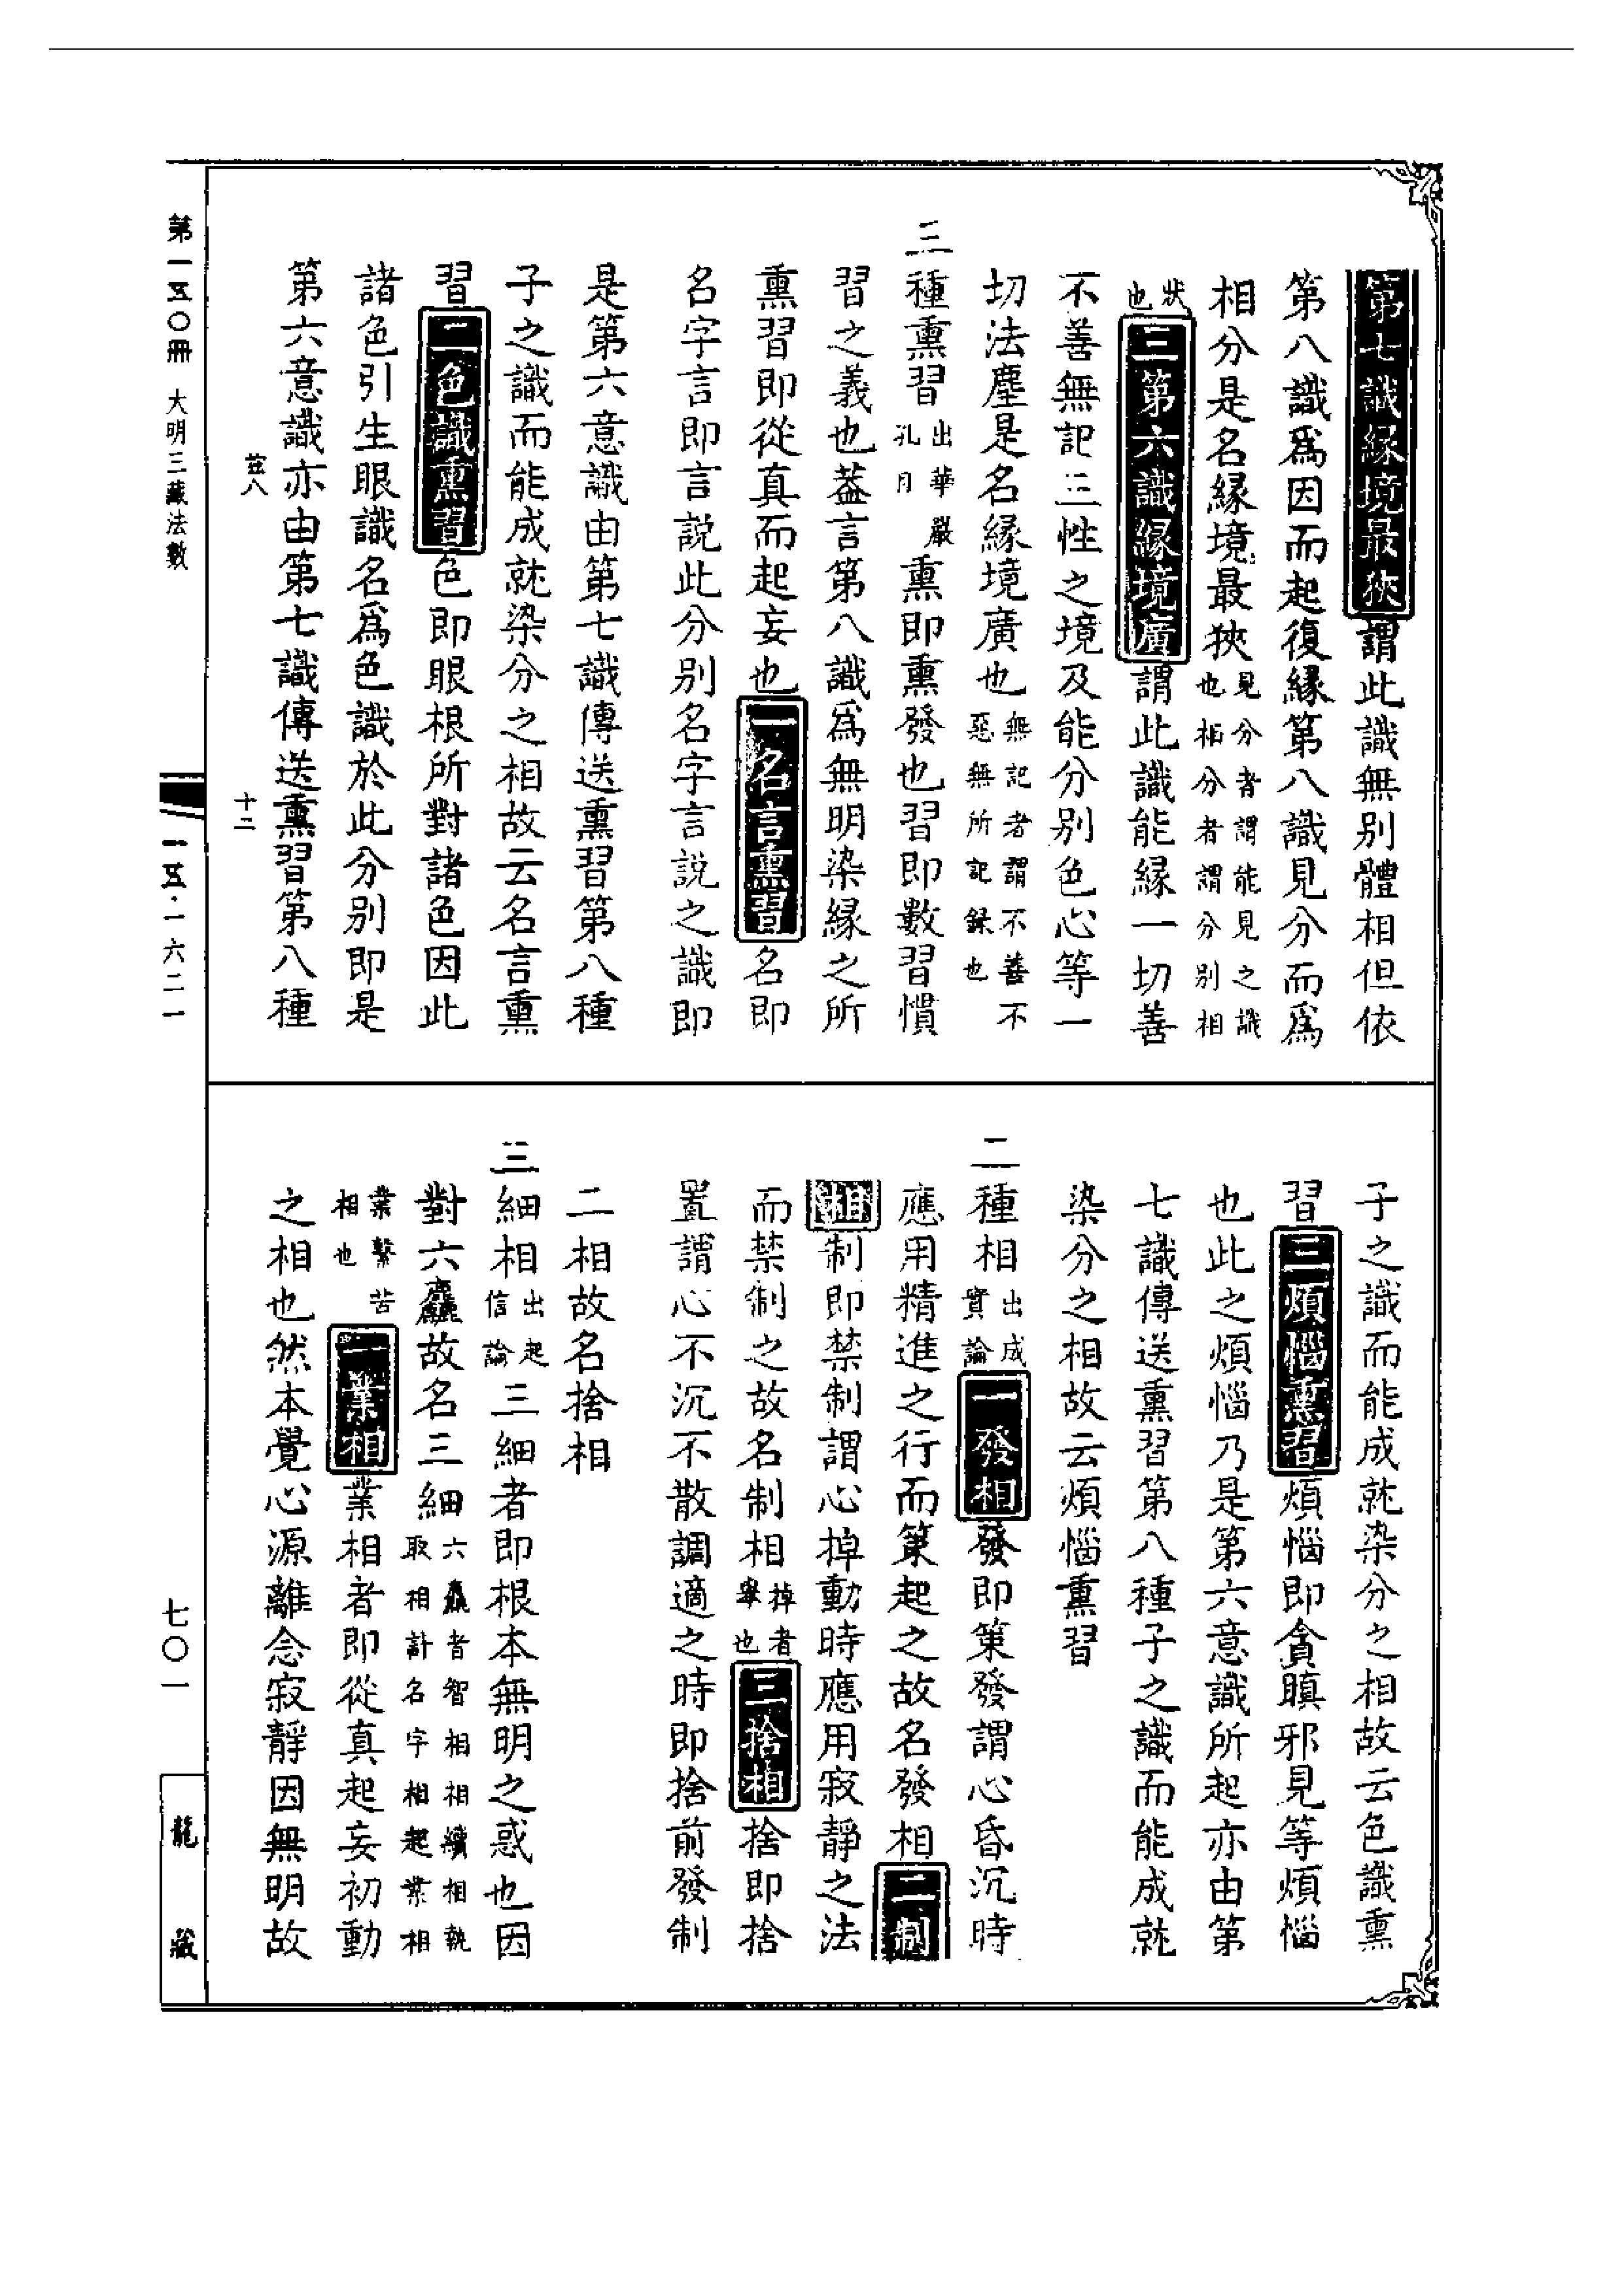 第七識緣境最狹謂此識無別體相但依
第八識爲因而起復緣第八識見分而爲
相分是名緣境最狹見分者謂能見之識也相分者謂分別相
狀也三第六識緣境廣謂此識能緣一切善
不善無記三性之境及能分別色心等一
切法塵是名緣境廣也無記者謂不善不惡無所記録也
三種熏習出華嚴孔目熏即熏發也習即數習慣
習之義也葢言第八識爲無明染緣之所
熏習即從真而起妄也一名言熏習名即
名字言即言說此分別名字言說之識即
是第六意識由第七識傳送熏習第八種
子之識而能成就染分之相故云名言熏
習二色識熏習色即眼根所對諸色因此
諸色引生眼識名爲色識於此分別即是
第六意識亦由第七識傳送熏習第八種
子之識而能成就染分之相故云色識熏
習三煩惱熏習煩惱即貪瞋邪見等煩惱
也此之煩惱乃是第六意識所起亦由第
七識傳送熏習第八種子之識而能成就
染分之相故云煩惱熏習
二種相出成實論一發相發即策發謂心昏沉時
應用精進之行而策起之故名發相二制
相制即禁制謂心掉動時應用寂靜之法
而禁制之故名制相掉者舉也三捨相捨即捨
置謂心不沉不散調適之時即捨前發制
二相故名捨相
三細相出起信論三細者即根本無明之惑也因
對六麤故名三細六麤者智相相續相執取相計名字相起業相
業繫苦相也一業相業相者即從真起妄初動
之相也然本覺心源離念寂靜因無明故
茲八
十二
第一五〇冊 大明三藏法數
一五·一六二一
七〇一
龍藏